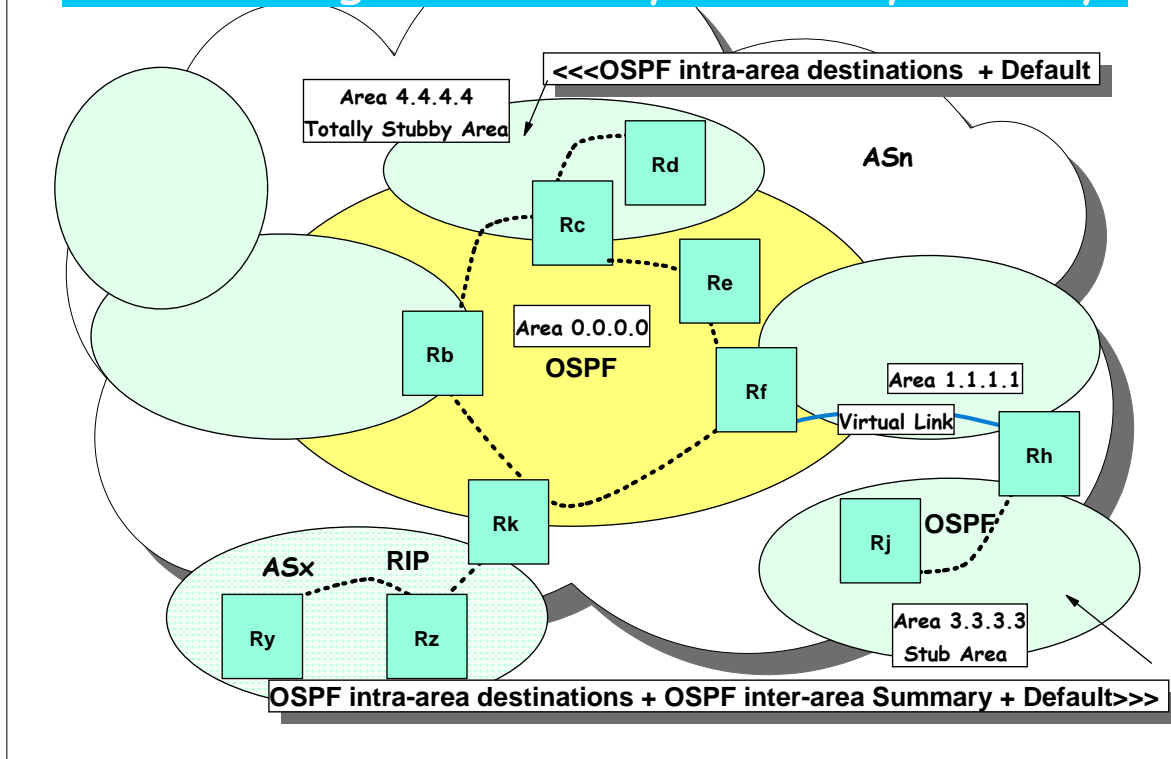 <<<OSPF intra-area destinations + Default
Area 4.4.4.4
Totally Stubby Area
ASn
Rd
Rc
Re
Area 0.0.0.0
OSPF
Rb
Rf
Area 1.1.1.1
Virtual Link
Rh
Rk
OSPF
Rj
ASx
RIP
Ry
Rz
Area 3.3.3.3
Stub Area
OSPF intra-area destinations + OSPF inter-area Summary + Default>>>